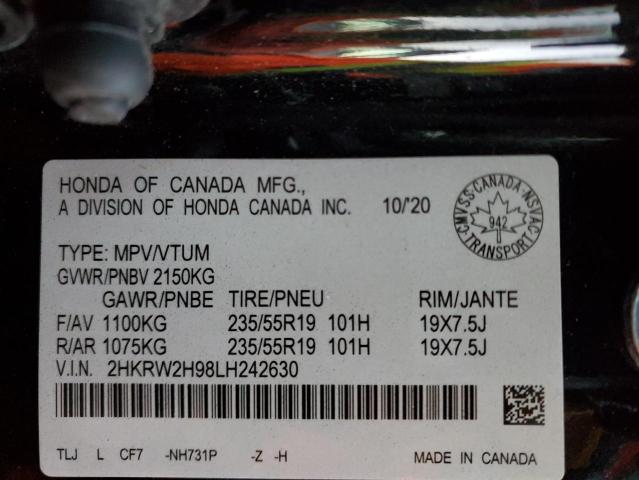 HONDA OF CANADA MFG.,
A DIVISION OF HONDA CANADA INC. 10/'20
CMVSS-CANADA-NSVAC
942
TRANSPORT
TYPE: MPV/VTUM
GVWR/PNBV 2150KG
GAWR/PNBE TIRE/PNEU RIM/JANTE
F/AV 1100KG 235/55R19 101H 19X7.5J
R/AR 1075KG 235/55R19 101H 19X7.5J
V.I.N. 2HKRW2H98LH242630
TLJ L CF7 -NH731P -Z -H MADE IN CANADA